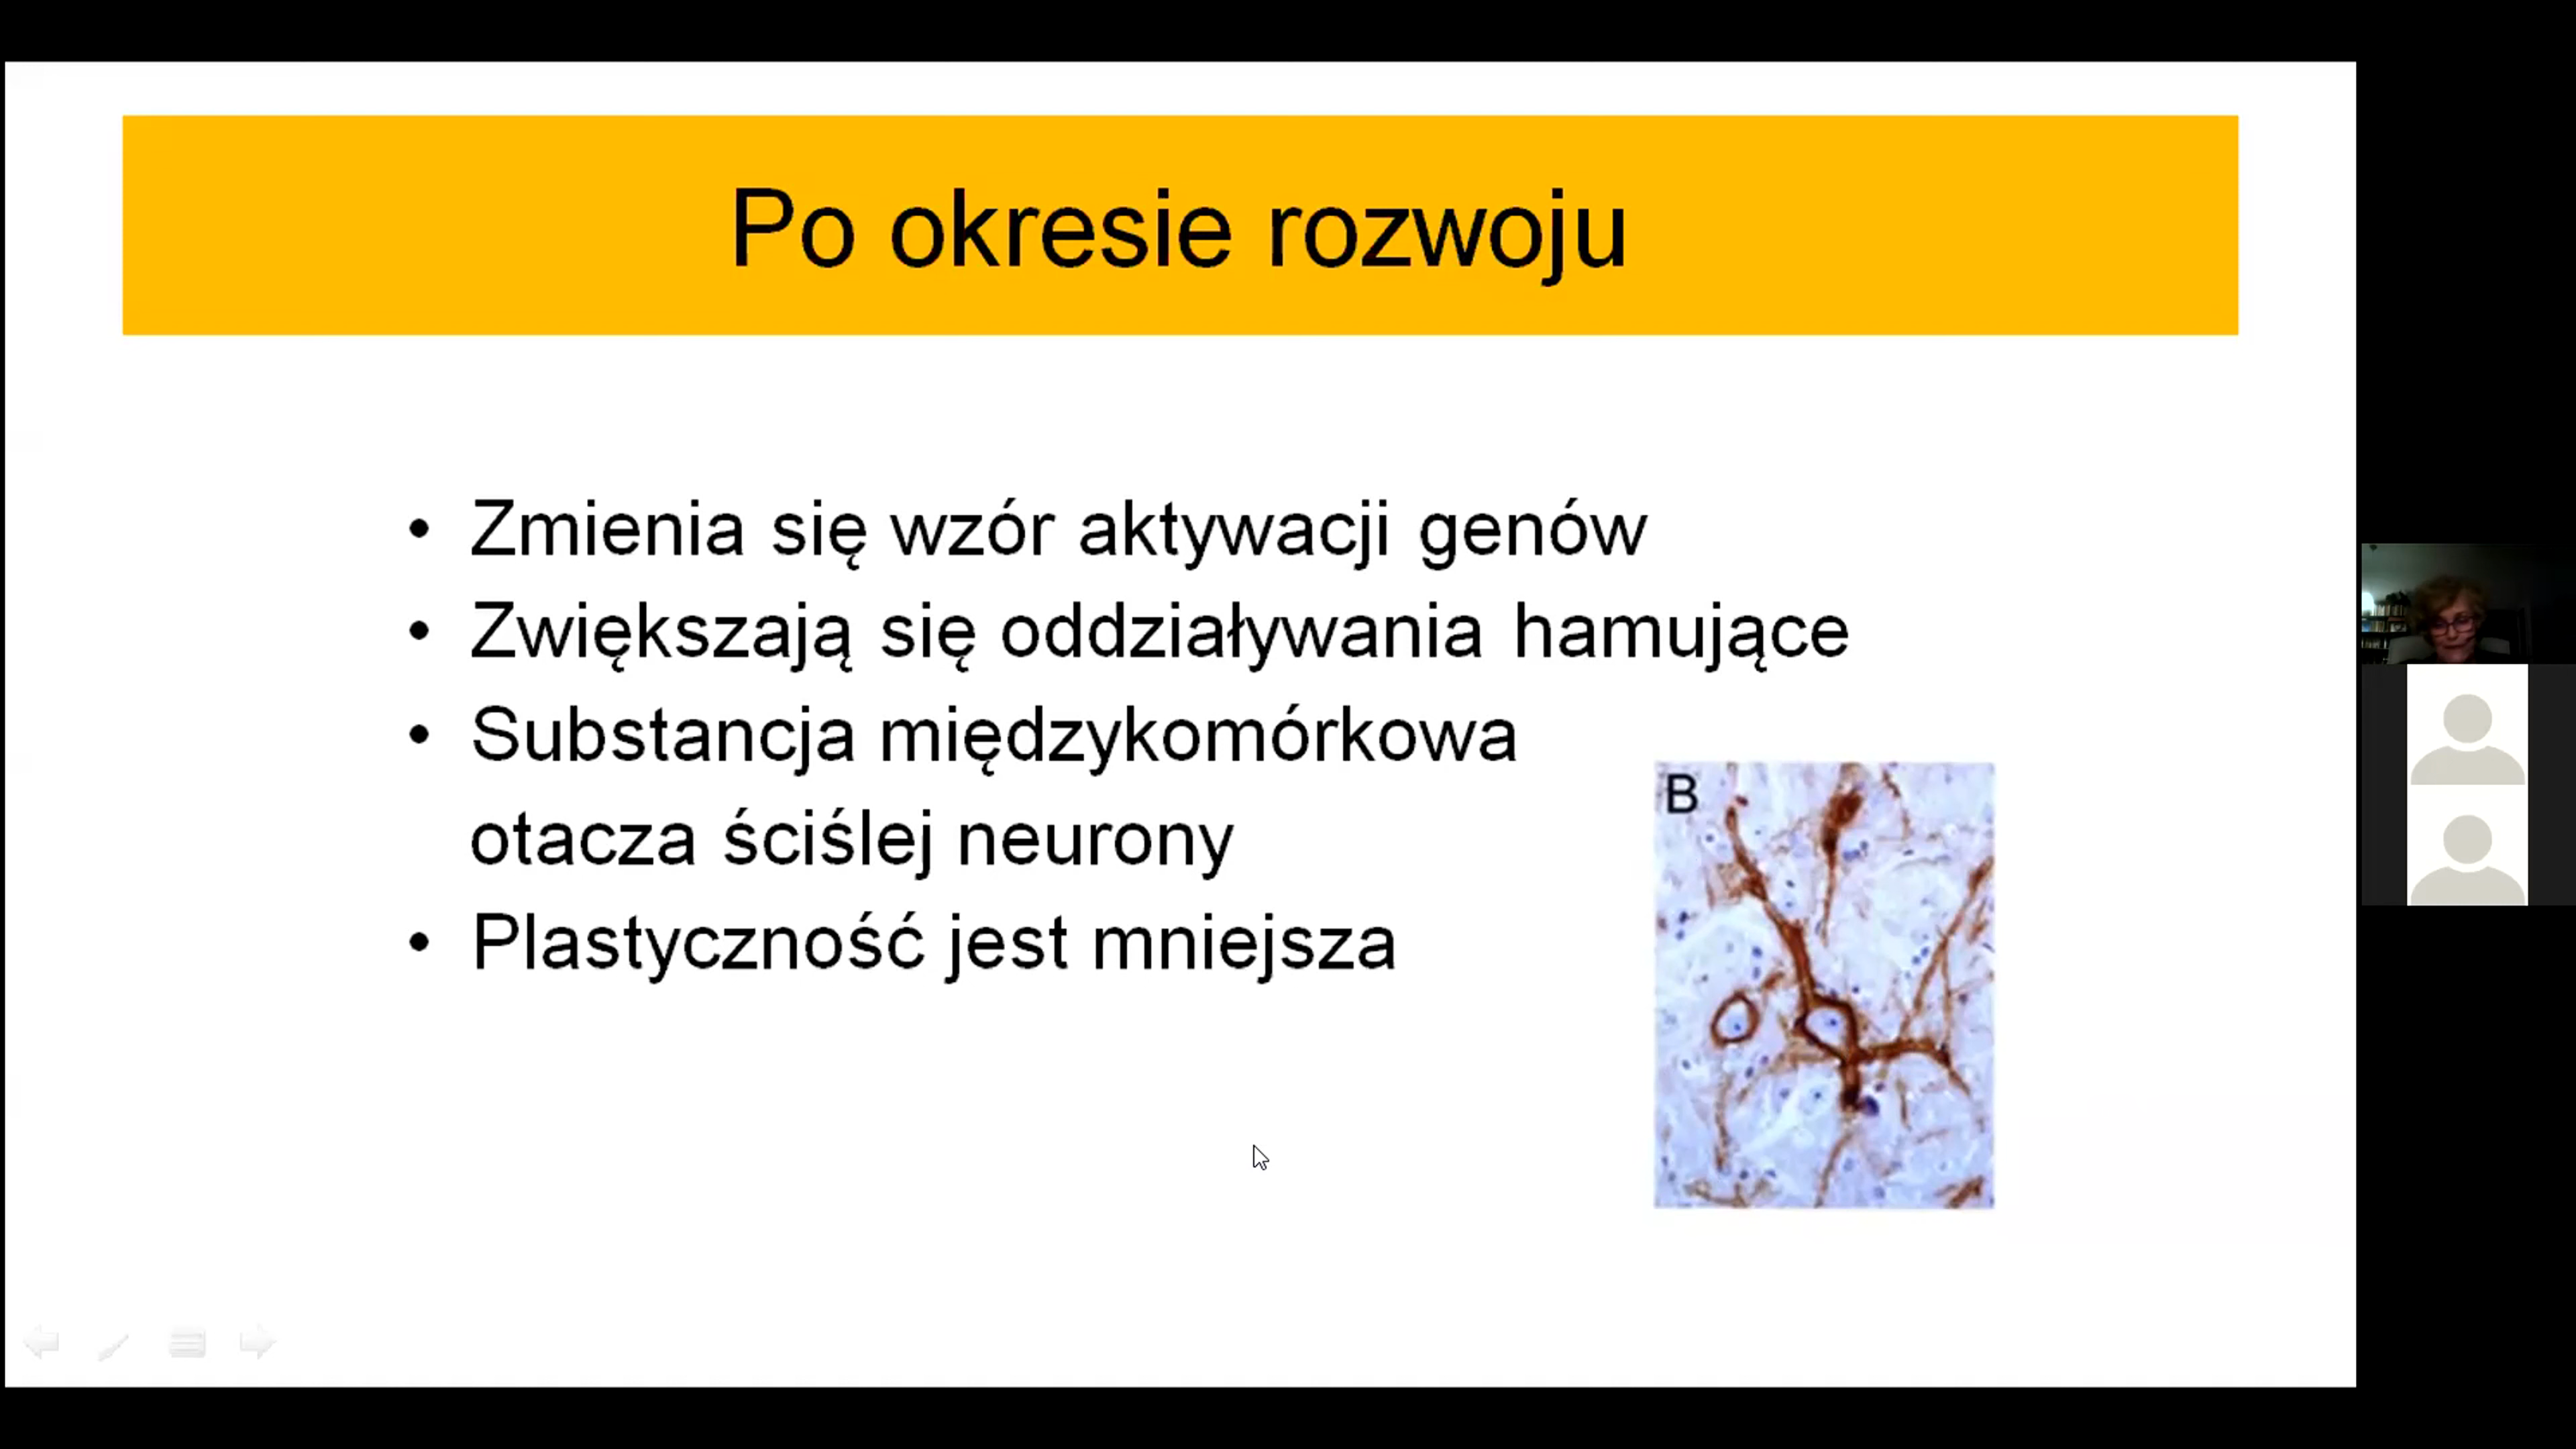 Po okresie rozwoju
• Zmienia się wzór aktywacji genów
• Zwiększają się oddziaływania hamujące
• Substancja międzykomórkowa
otacza ściślej neurony
• Plastyczność jest mniejsza
B